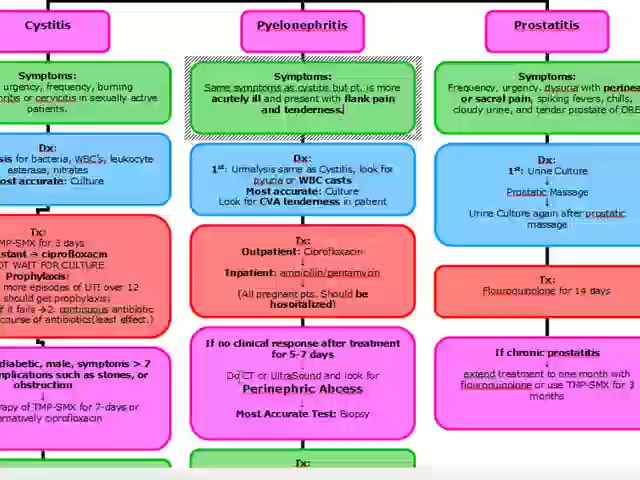 Cystitis
Symptoms:
urgency, frequency, burning
or cervicitis in sexually active
patients.
Dx:
for bacteria, WBC's, leukocyte
esterase, nitrates
accurate: Culture
Tx:
TMP-SMX for 3 days
→ ciprofloxacin
NOT WAIT FOR CULTURE
Prophylaxis:
more episodes of UTI over 12
should get prophylaxis.
if it fails →2. continuous antibiotic
course of antibiotics(least effect.)
diabetic, male, symptoms > 7
such as stones, or
obstruction
↓
of TMP-SMX for 7-days or
ciprofloxacin
Pyelonephritis
Symptoms:
Same symptoms as cystitis but pt. is more
acutely ill and present with flank pain
and tenderness.
Dx:
1st: Urinalysis same as Cystitis, look for
pyuria or WBC casts
Most accurate: Culture
Look for CVA tenderness in patient
Tx:
Outpatient: Ciprofloxacin
↓
Inpatient: ampicillin/gentamycin
↓
(All pregnant pts. Should be
hospitalized)
If no clinical response after treatment
for 5-7 days
↓
Do CT or UltraSound and look for
Perinephric Abcess
↓
Most Accurate Test: Biopsy
Tx:
Prostatitis
Symptoms:
Frequency, urgency, dysuria with
or sacral pain, spiking fevers, chills,
cloudy urine, and tender prostate of DRE
Dx:
1st: Urine Culture
↓
Prostatic Massage
↓
Urine Culture again after prostatic
massage
Tx:
Flouroquinolone for 14 days
If chronic prostatitis
↓
extend treatment to one month with
flouroquinolone or use TMP-SMX for 3
months